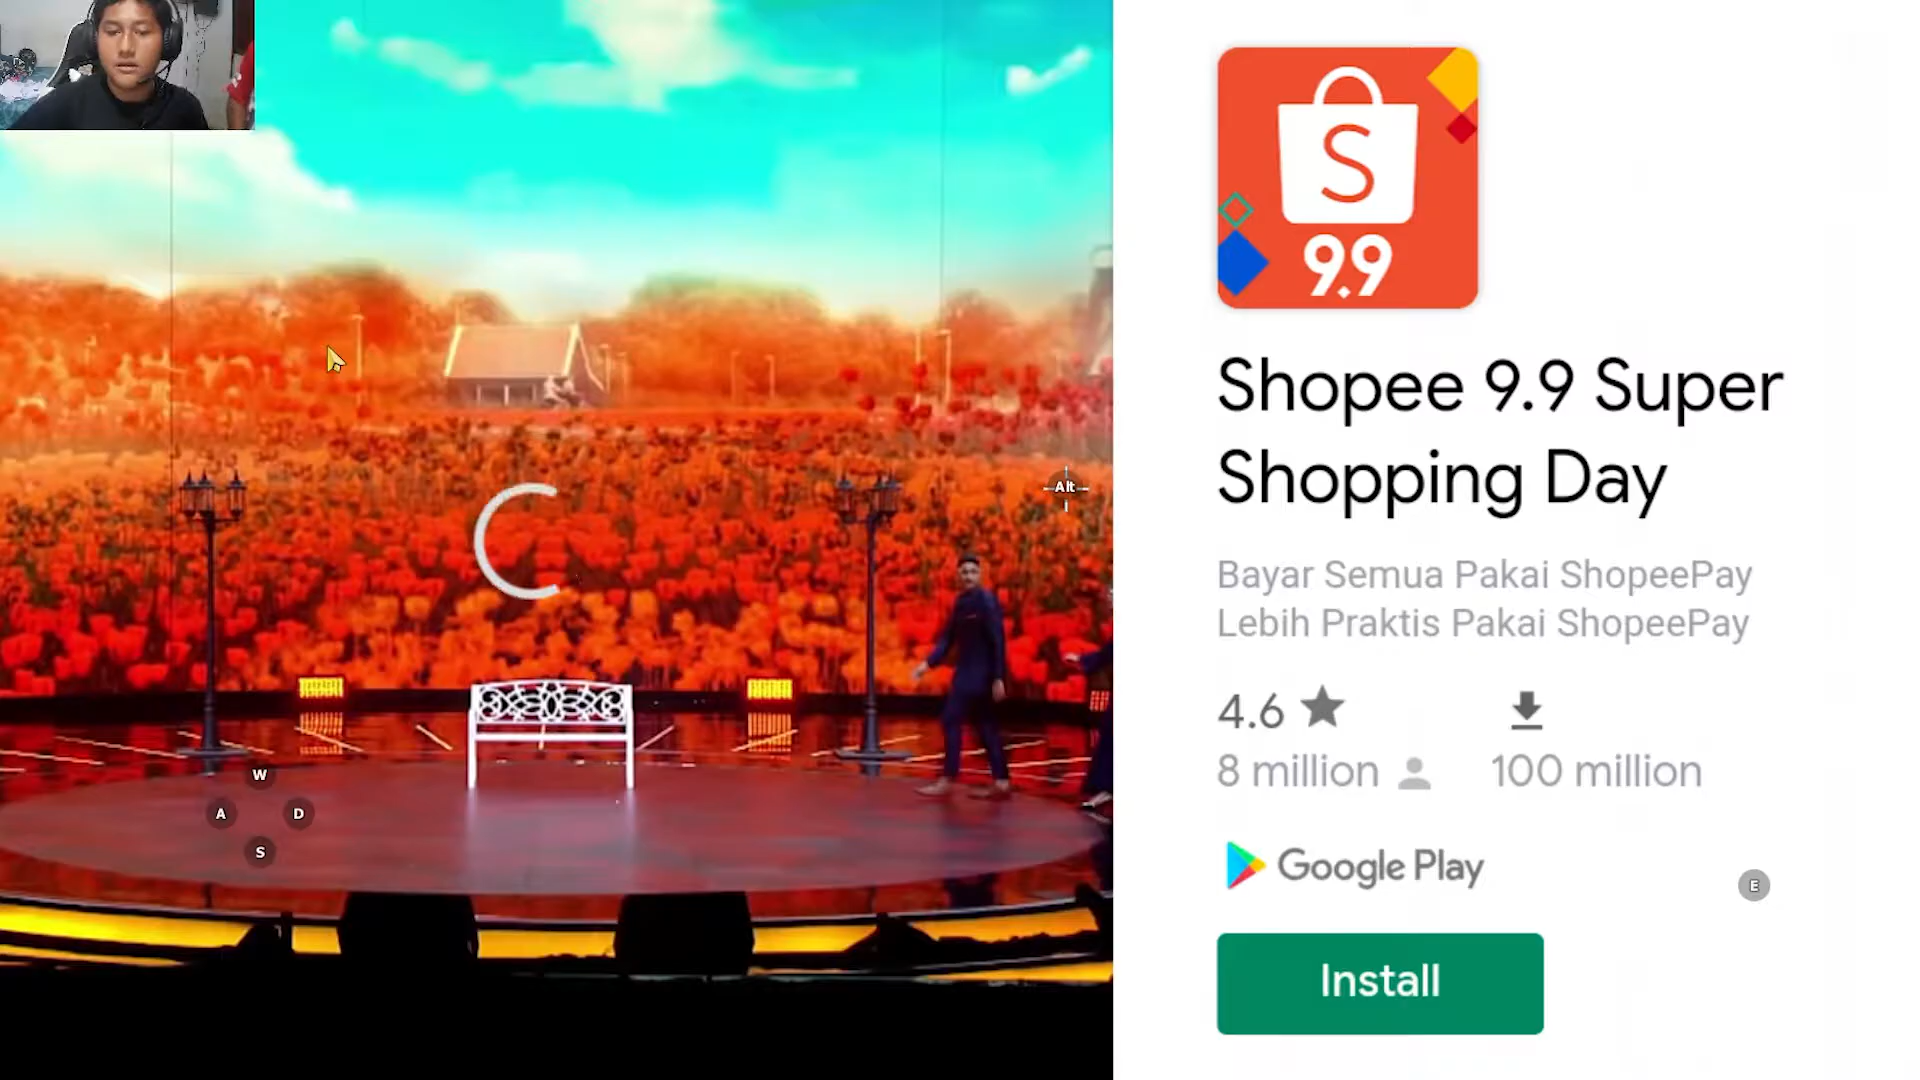 S
9.9
Shopee 9.9 Super
Shopping Day
Bayar Semua Pakai ShopeePay
Lebih Praktis Pakai ShopeePay
4.6
8 million
100 million
Google Play
Install
Alt
W
A
D
S
E